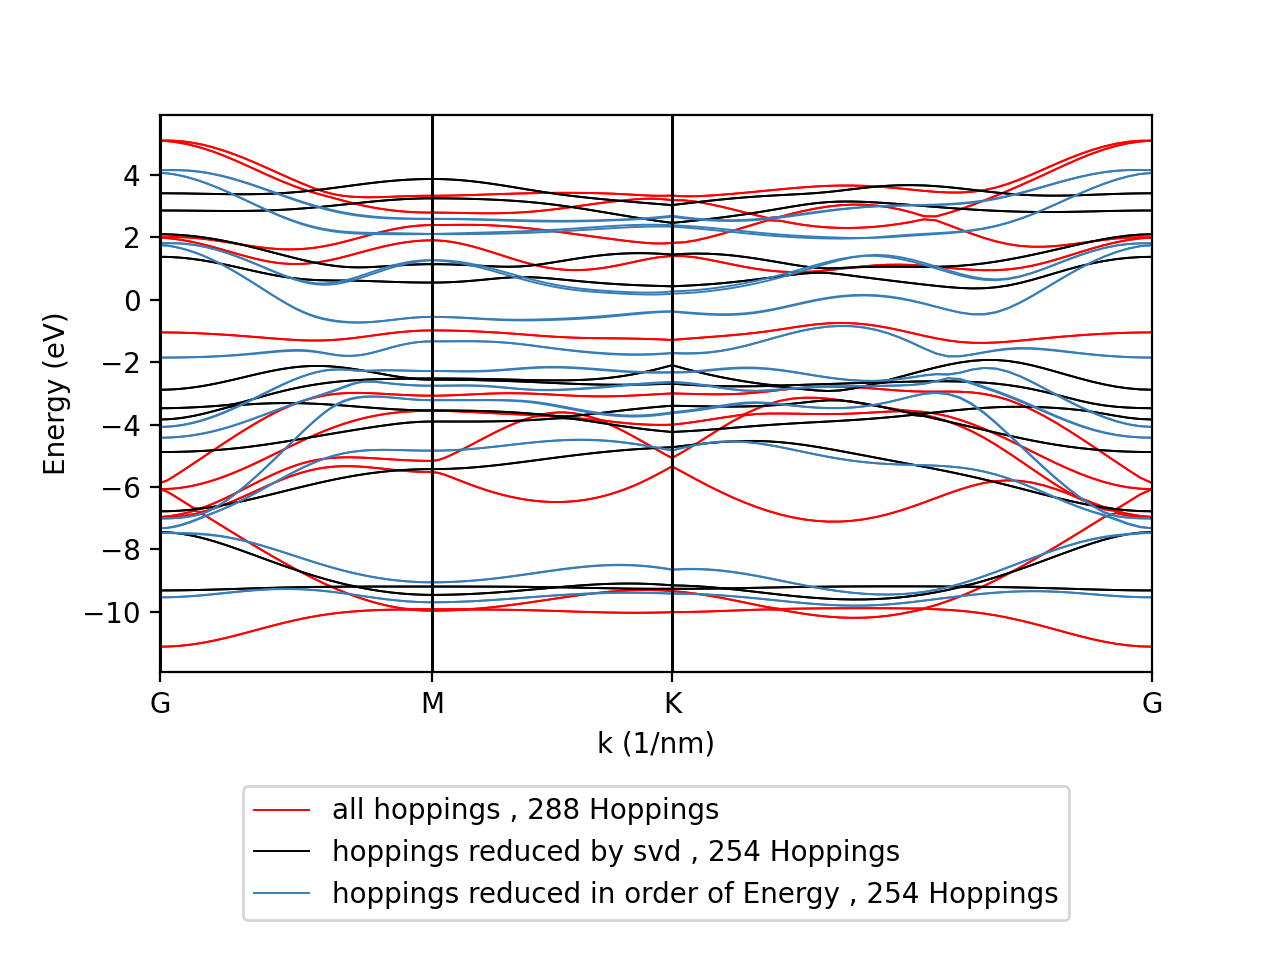 Energy (eV)
4
2
0
−2
−4
−6
−8
−10
G M K G
k (1/nm)
all hoppings , 288 Hoppings
hoppings reduced by svd , 254 Hoppings
hoppings reduced in order of Energy , 254 Hoppings